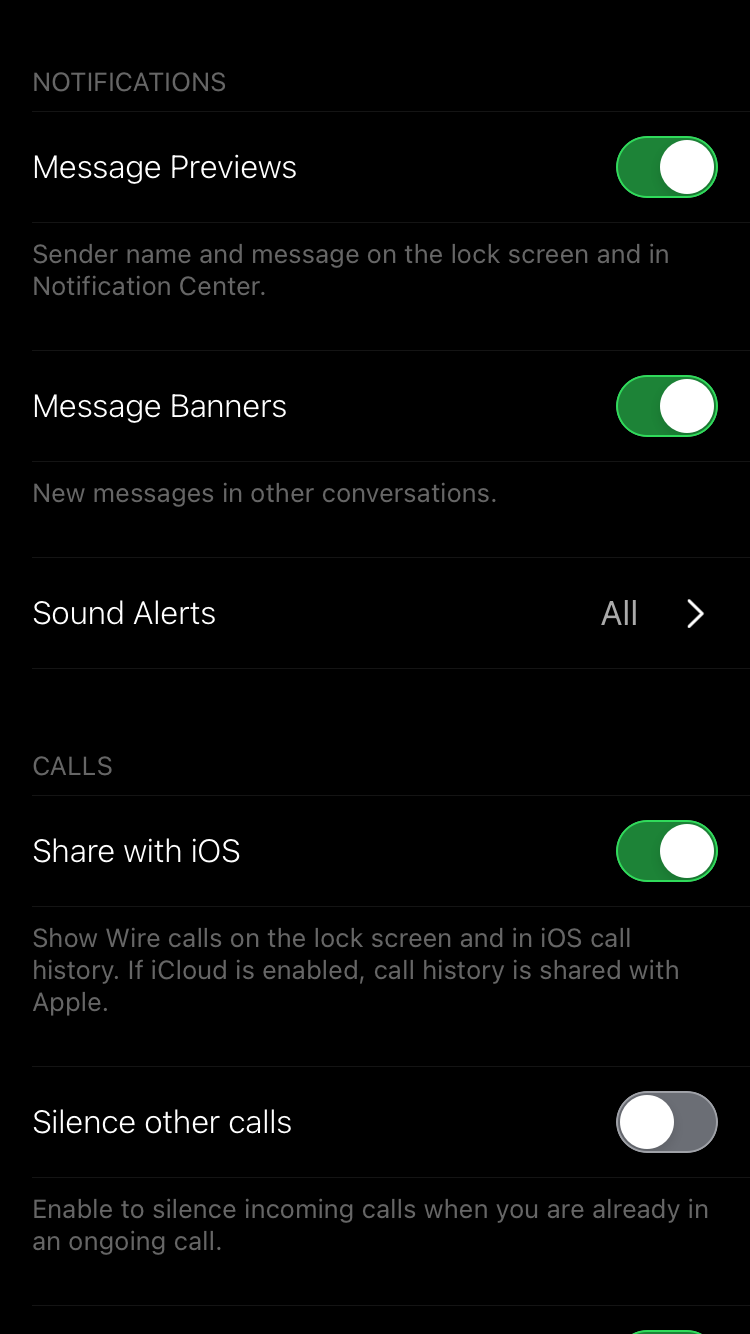 NOTIFICATIONS
Message Previews
Sender name and message on the lock screen and in
Notification Center.
Message Banners
New messages in other conversations.
Sound Alerts All
CALLS
Share with iOS
Show Wire calls on the lock screen and in iOS call
history. If iCloud is enabled, call history is shared with
Apple.
Silence other calls
Enable to silence incoming calls when you are already in
an ongoing call.